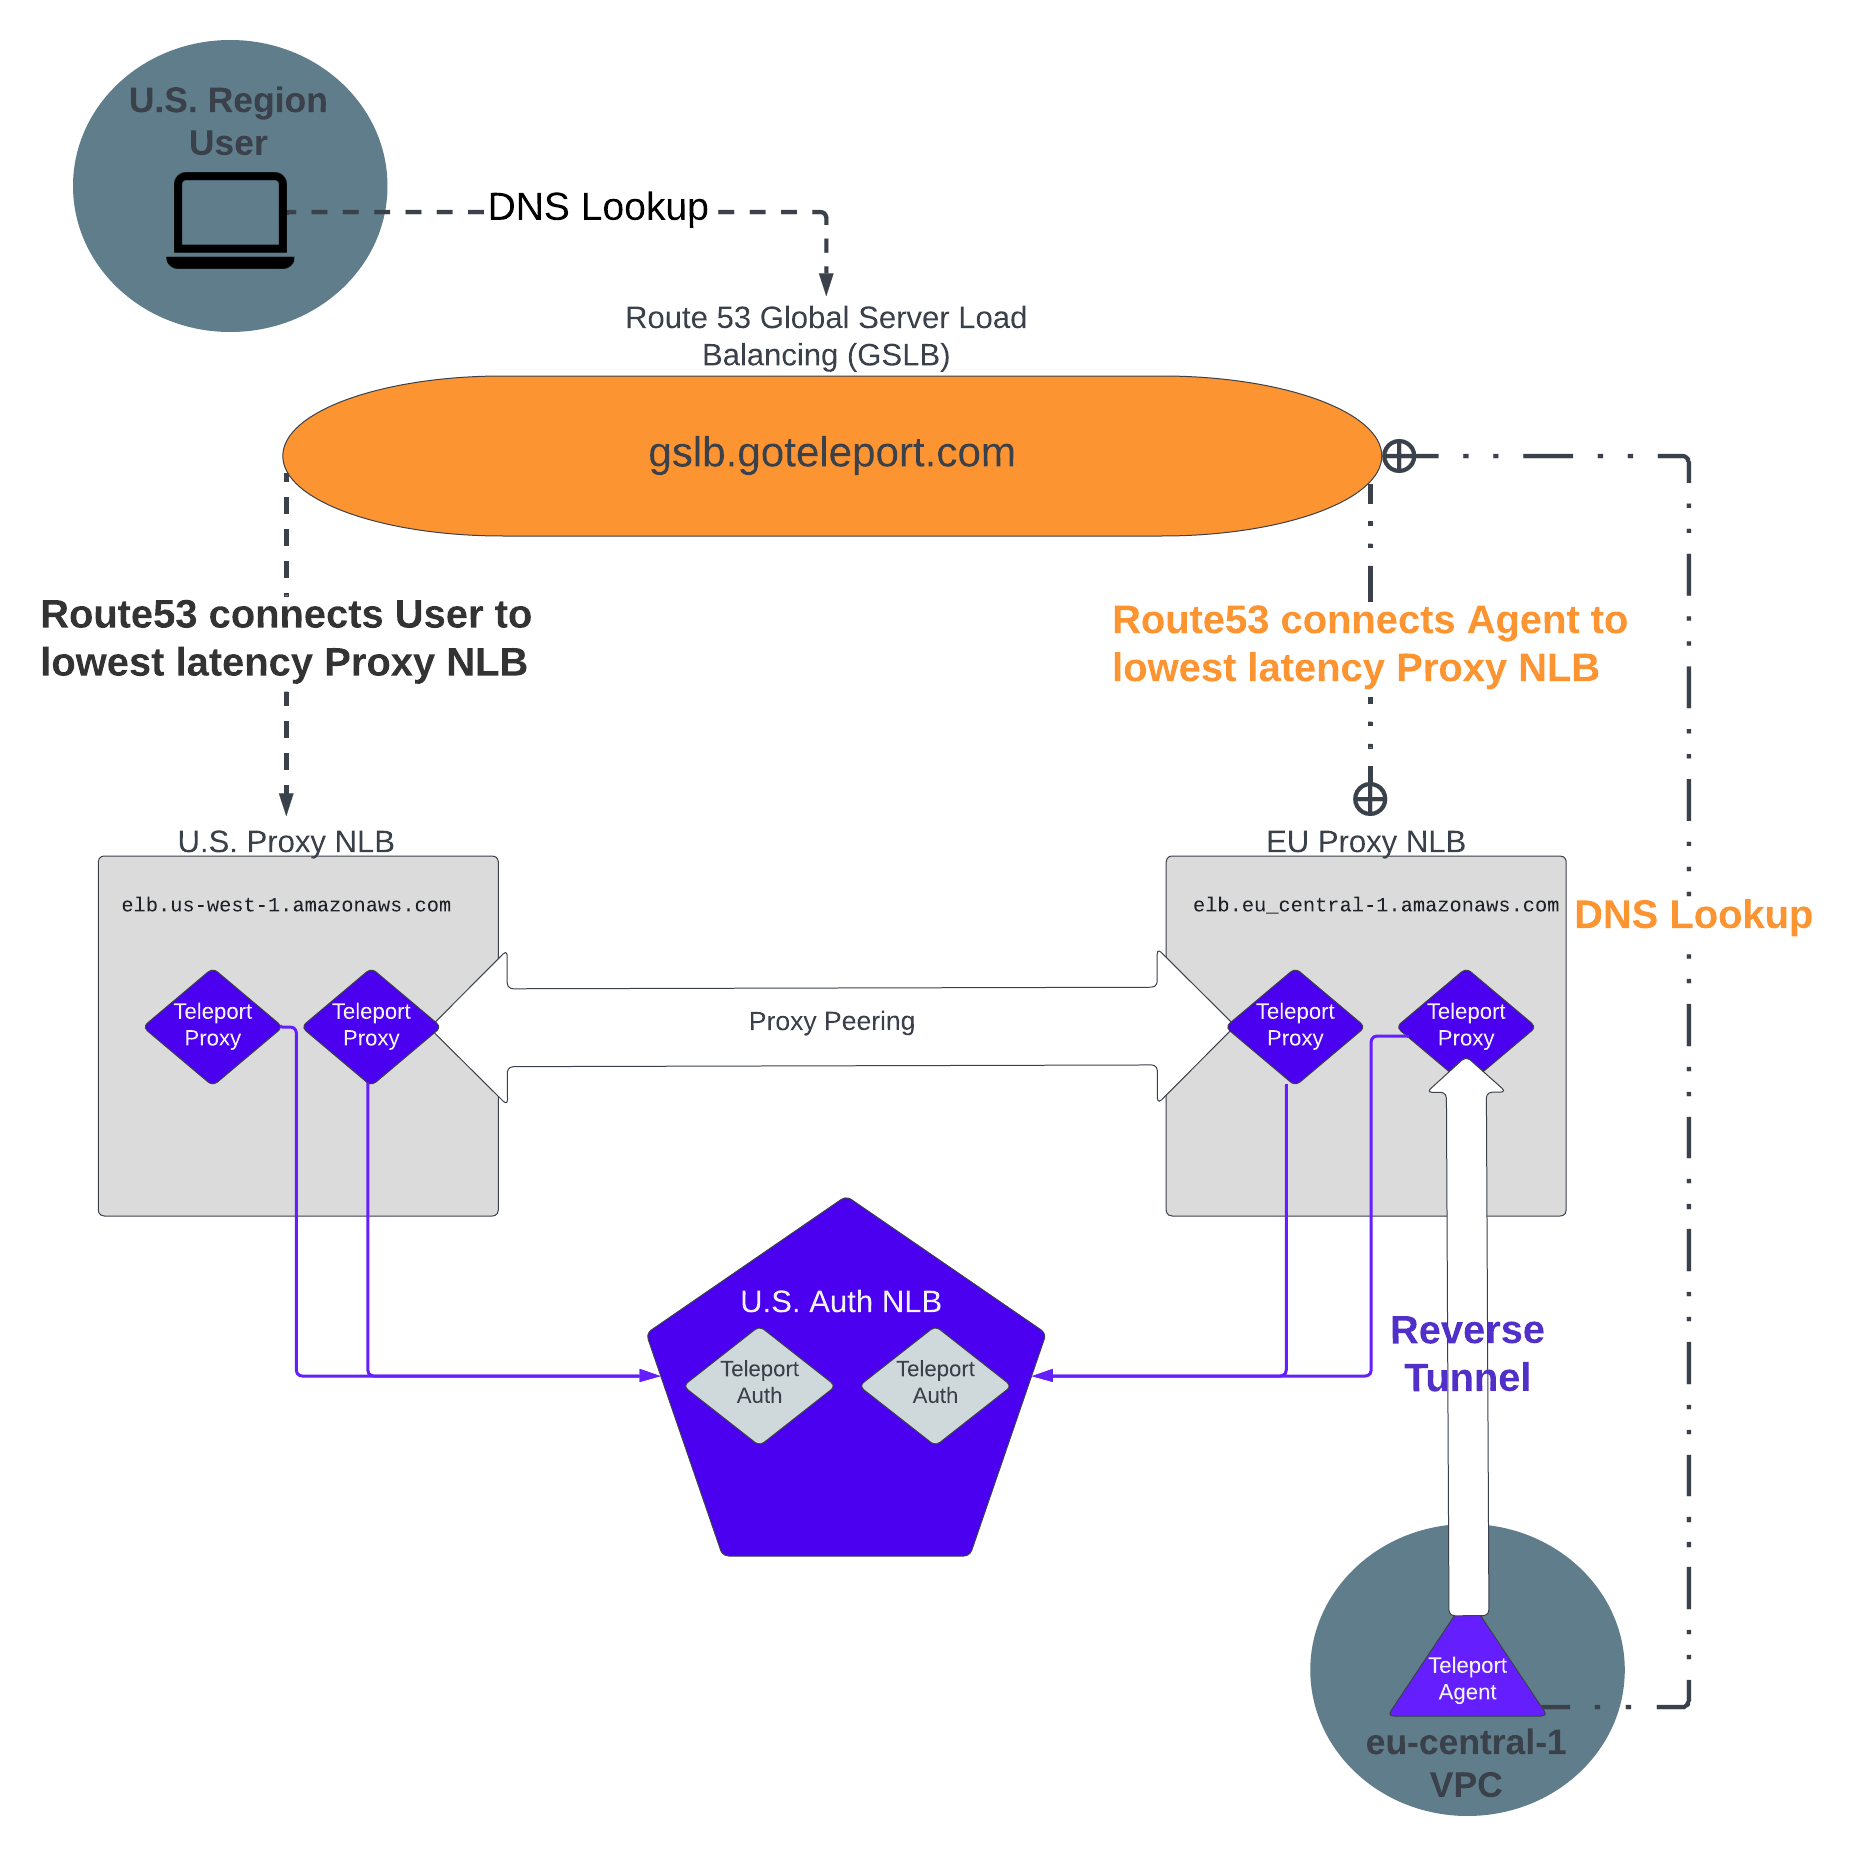 U.S. Region
User
DNS Lookup
Route 53 Global Server Load
Balancing (GSLB)
gslb.goteleport.com
Route53 connects User to
lowest latency Proxy NLB
Route53 connects Agent to
lowest latency Proxy NLB
U.S. Proxy NLB
elb.us-west-1.amazonaws.com
EU Proxy NLB
elb.eu_central-1.amazonaws.com
DNS Lookup
Teleport
Proxy
Teleport
Proxy
Proxy Peering
Teleport
Proxy
Teleport
Proxy
U.S. Auth NLB
Teleport
Auth
Teleport
Auth
Reverse
Tunnel
Teleport
Agent
eu-central-1
VPC